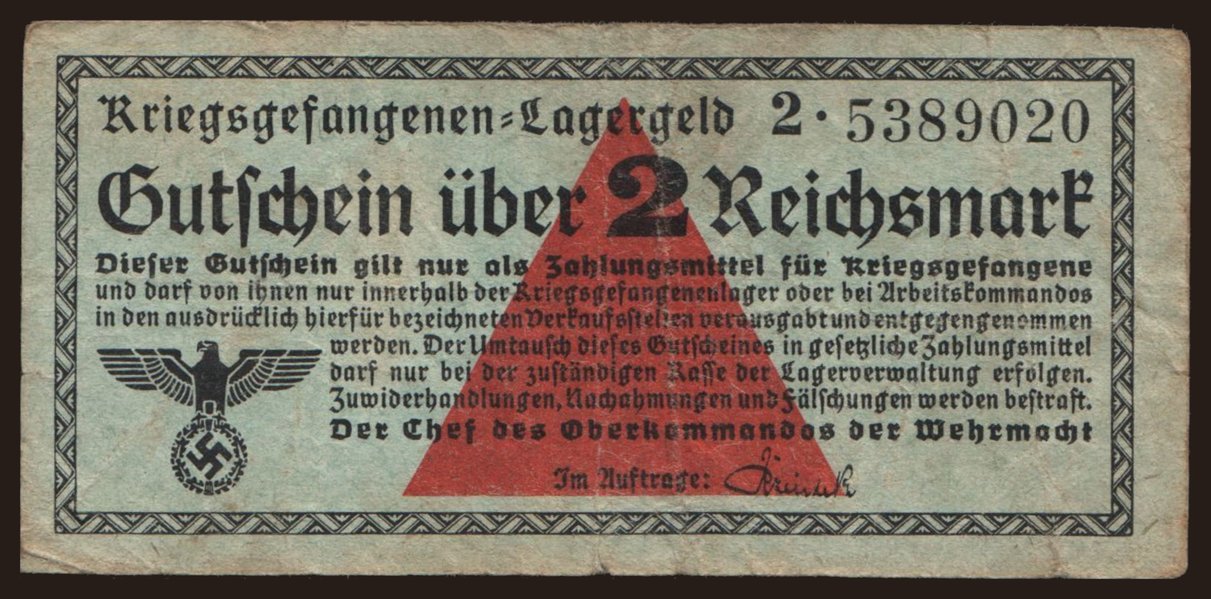 Kriegsgefangenen-Lagergeld 2 · 5389020
Gutschein über 2 Reichsmark
Dieser Gutschein gilt nur als Zahlungsmittel für Kriegsgefangene
und darf von ihnen nur innerhalb der Kriegsgefangenenlager oder bei Arbeitskommandos
in den ausdrücklich hierfür bezeichneten Verkaufsstellen verausgabt und entgegengenommen
werden. Der Umtausch dieses Gutscheines in gesetzliche Zahlungsmittel
darf nur bei der zuständigen Kasse der Lagerverwaltung erfolgen.
Zuwiderhandlungen, Nachahmungen und Fälschungen werden bestraft.
Der Chef des Oberkommandos der Wehrmacht
Im Auftrage: